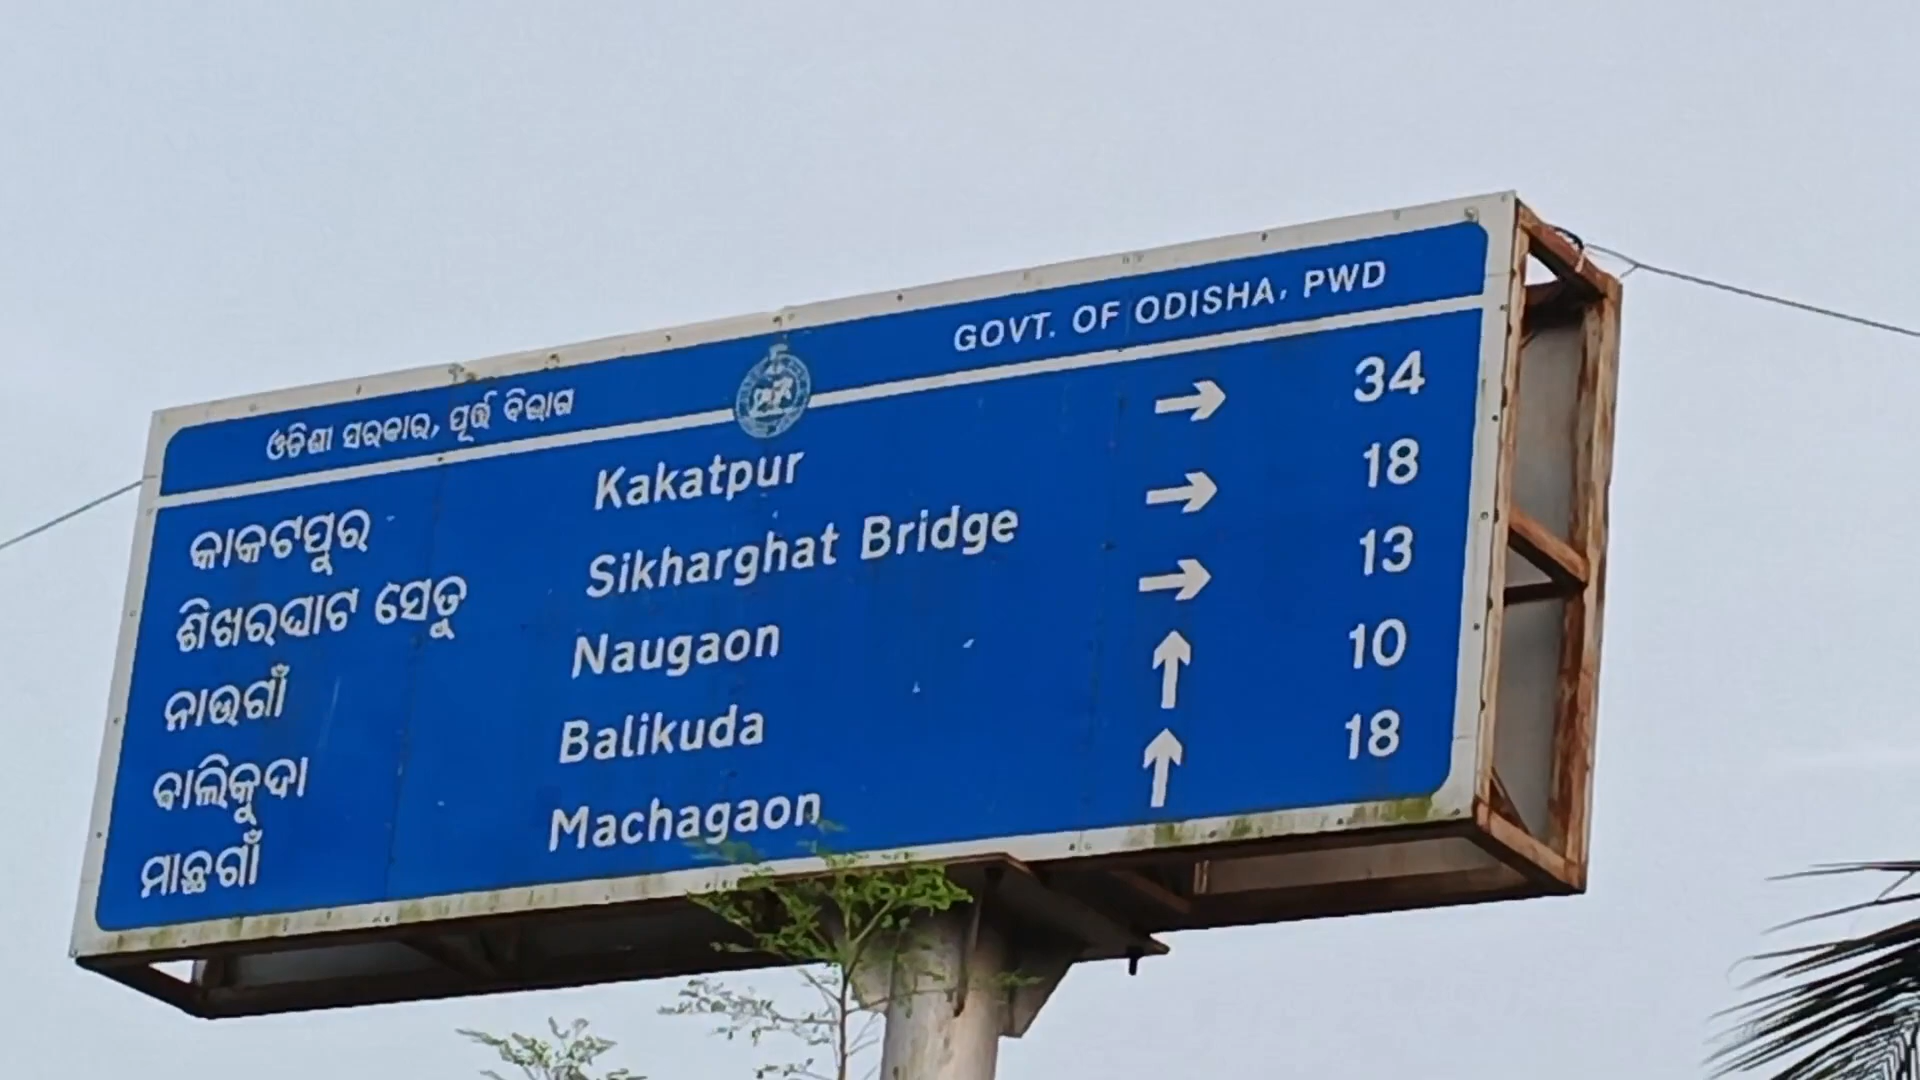 ଓଡିଶା ସରକାର, ପୂର୍ତ୍ତ ବିଭାଗ GOVT. OF ODISHA, PWD
କାକଟପୁର Kakatpur → 34
ଶିଖରଘାଟ ସେତୁ Sikharghat Bridge → 18
ନାଉଗାଁ Naugaon → 13
ବାଲିକୁଦା Balikuda ↑ 10
ମାଛଗାଁ Machagaon ↑ 18